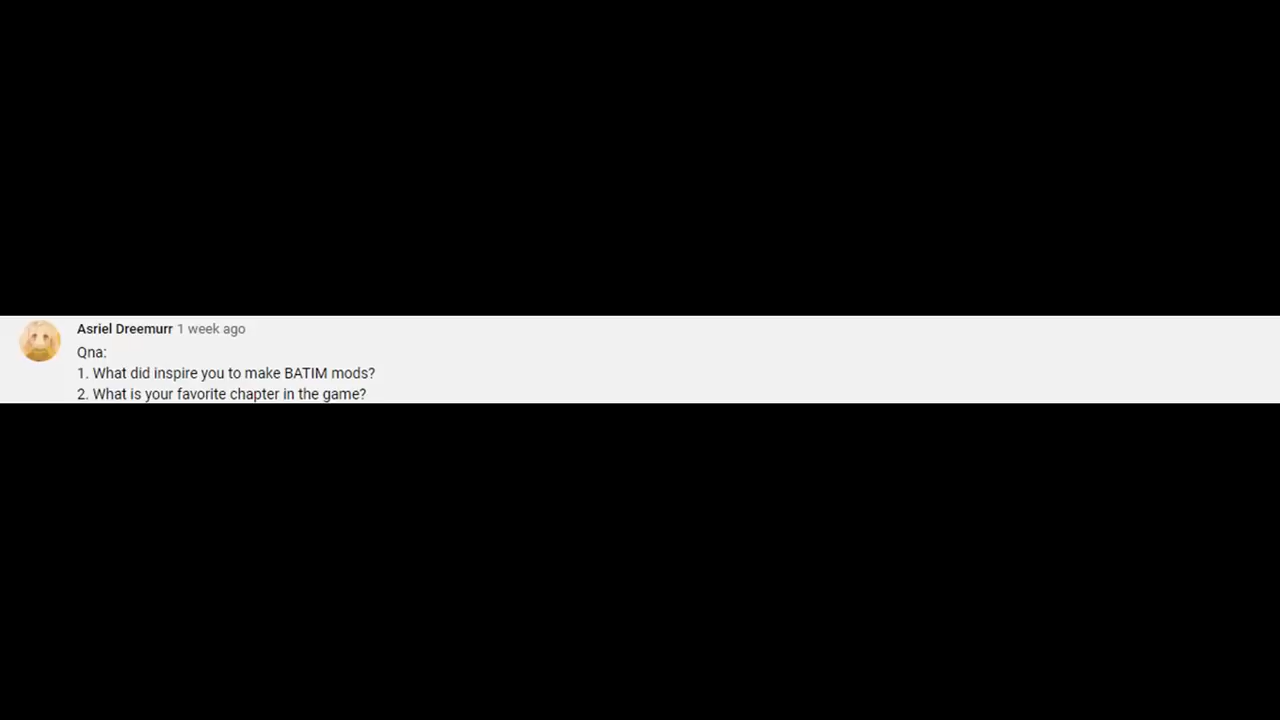 Asriel Dreemurr 1 week ago
Qna:
1. What did inspire you to make BATIM mods?
2. What is your favorite chapter in the game?